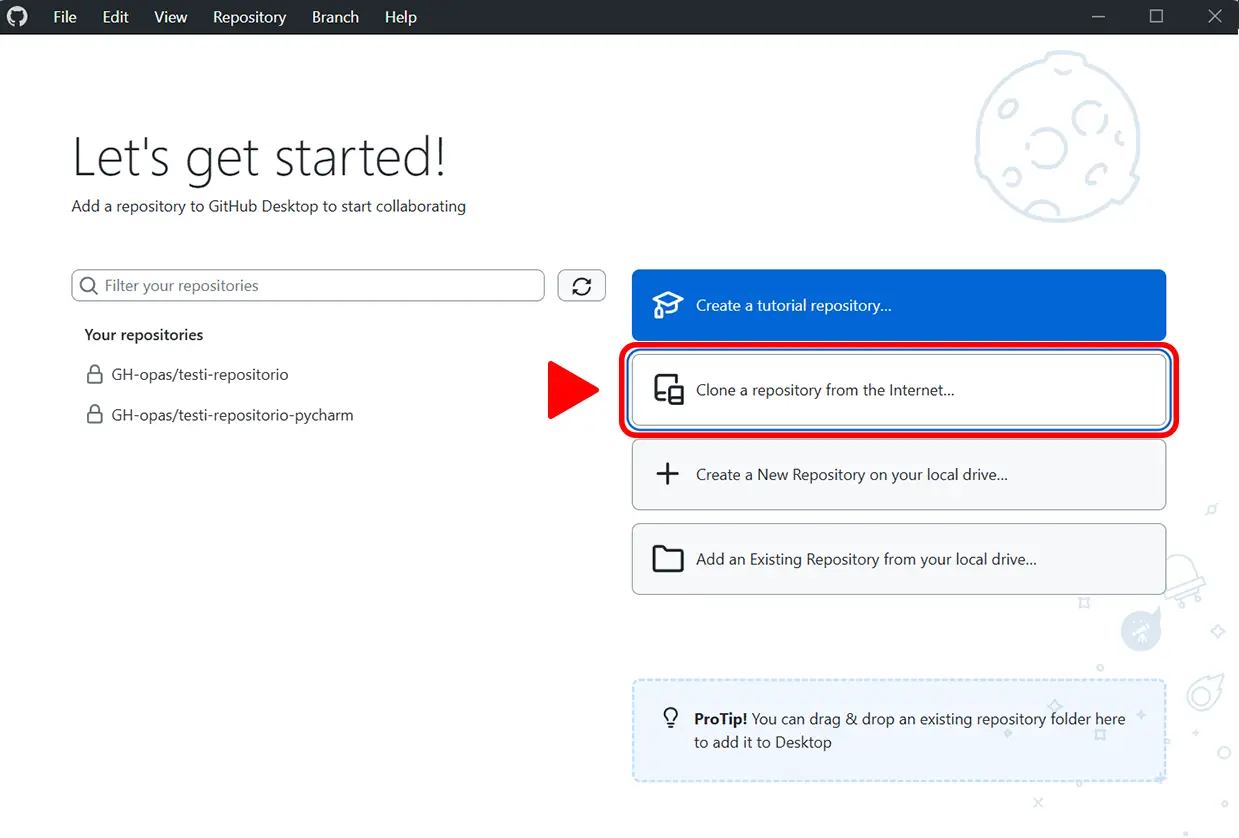 File Edit View Repository Branch Help
Let's get started!
Add a repository to GitHub Desktop to start collaborating
Filter your repositories
Your repositories
GH-opas/testi-repositorio
GH-opas/testi-repositorio-pycharm
Create a tutorial repository...
Clone a repository from the Internet...
Create a New Repository on your local drive...
Add an Existing Repository from your local drive...
ProTip! You can drag & drop an existing repository folder here
to add it to Desktop